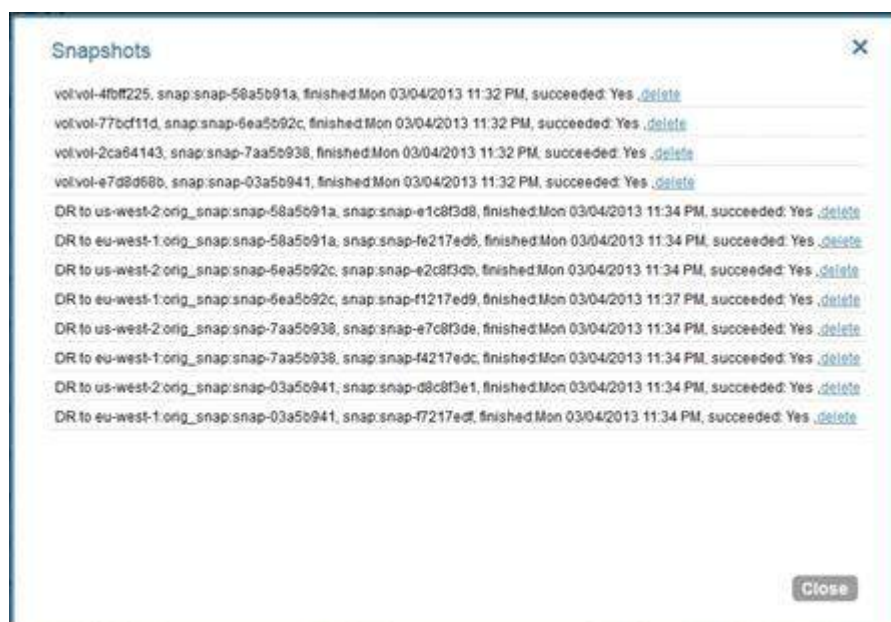 Snapshots
vol:vol-4fbff225, snap:snap-58a5b91a, finished:Mon 03/04/2013 11:32 PM, succeeded: Yes ,delete
vol:vol-77bcf11d, snap:snap-6ea5b92c, finished:Mon 03/04/2013 11:32 PM, succeeded: Yes ,delete
vol:vol-2ca64143, snap:snap-7aa5b938, finished:Mon 03/04/2013 11:32 PM, succeeded: Yes ,delete
vol:vol-e7d8d68b, snap:snap-03a5b941, finished:Mon 03/04/2013 11:32 PM, succeeded: Yes ,delete
DR to us-west-2:orig_snap:snap-58a5b91a, snap:snap-e1c8f3d8, finished:Mon 03/04/2013 11:34 PM, succeeded: Yes ,delete
DR to eu-west-1:orig_snap:snap-58a5b91a, snap:snap-fe217ed6, finished:Mon 03/04/2013 11:34 PM, succeeded: Yes ,delete
DR to us-west-2:orig_snap:snap-6ea5b92c, snap:snap-e2c8f3db, finished:Mon 03/04/2013 11:34 PM, succeeded: Yes ,delete
DR to eu-west-1:orig_snap:snap-6ea5b92c, snap:snap-f1217ed9, finished:Mon 03/04/2013 11:37 PM, succeeded: Yes ,delete
DR to us-west-2:orig_snap:snap-7aa5b938, snap:snap-e7c8f3de, finished:Mon 03/04/2013 11:34 PM, succeeded: Yes ,delete
DR to eu-west-1:orig_snap:snap-7aa5b938, snap:snap-f4217edc, finished:Mon 03/04/2013 11:34 PM, succeeded: Yes ,delete
DR to us-west-2:orig_snap:snap-03a5b941, snap:snap-d8c8f3e1, finished:Mon 03/04/2013 11:34 PM, succeeded: Yes ,delete
DR to eu-west-1:orig_snap:snap-03a5b941, snap:snap-f7217edf, finished:Mon 03/04/2013 11:34 PM, succeeded: Yes ,delete
Close